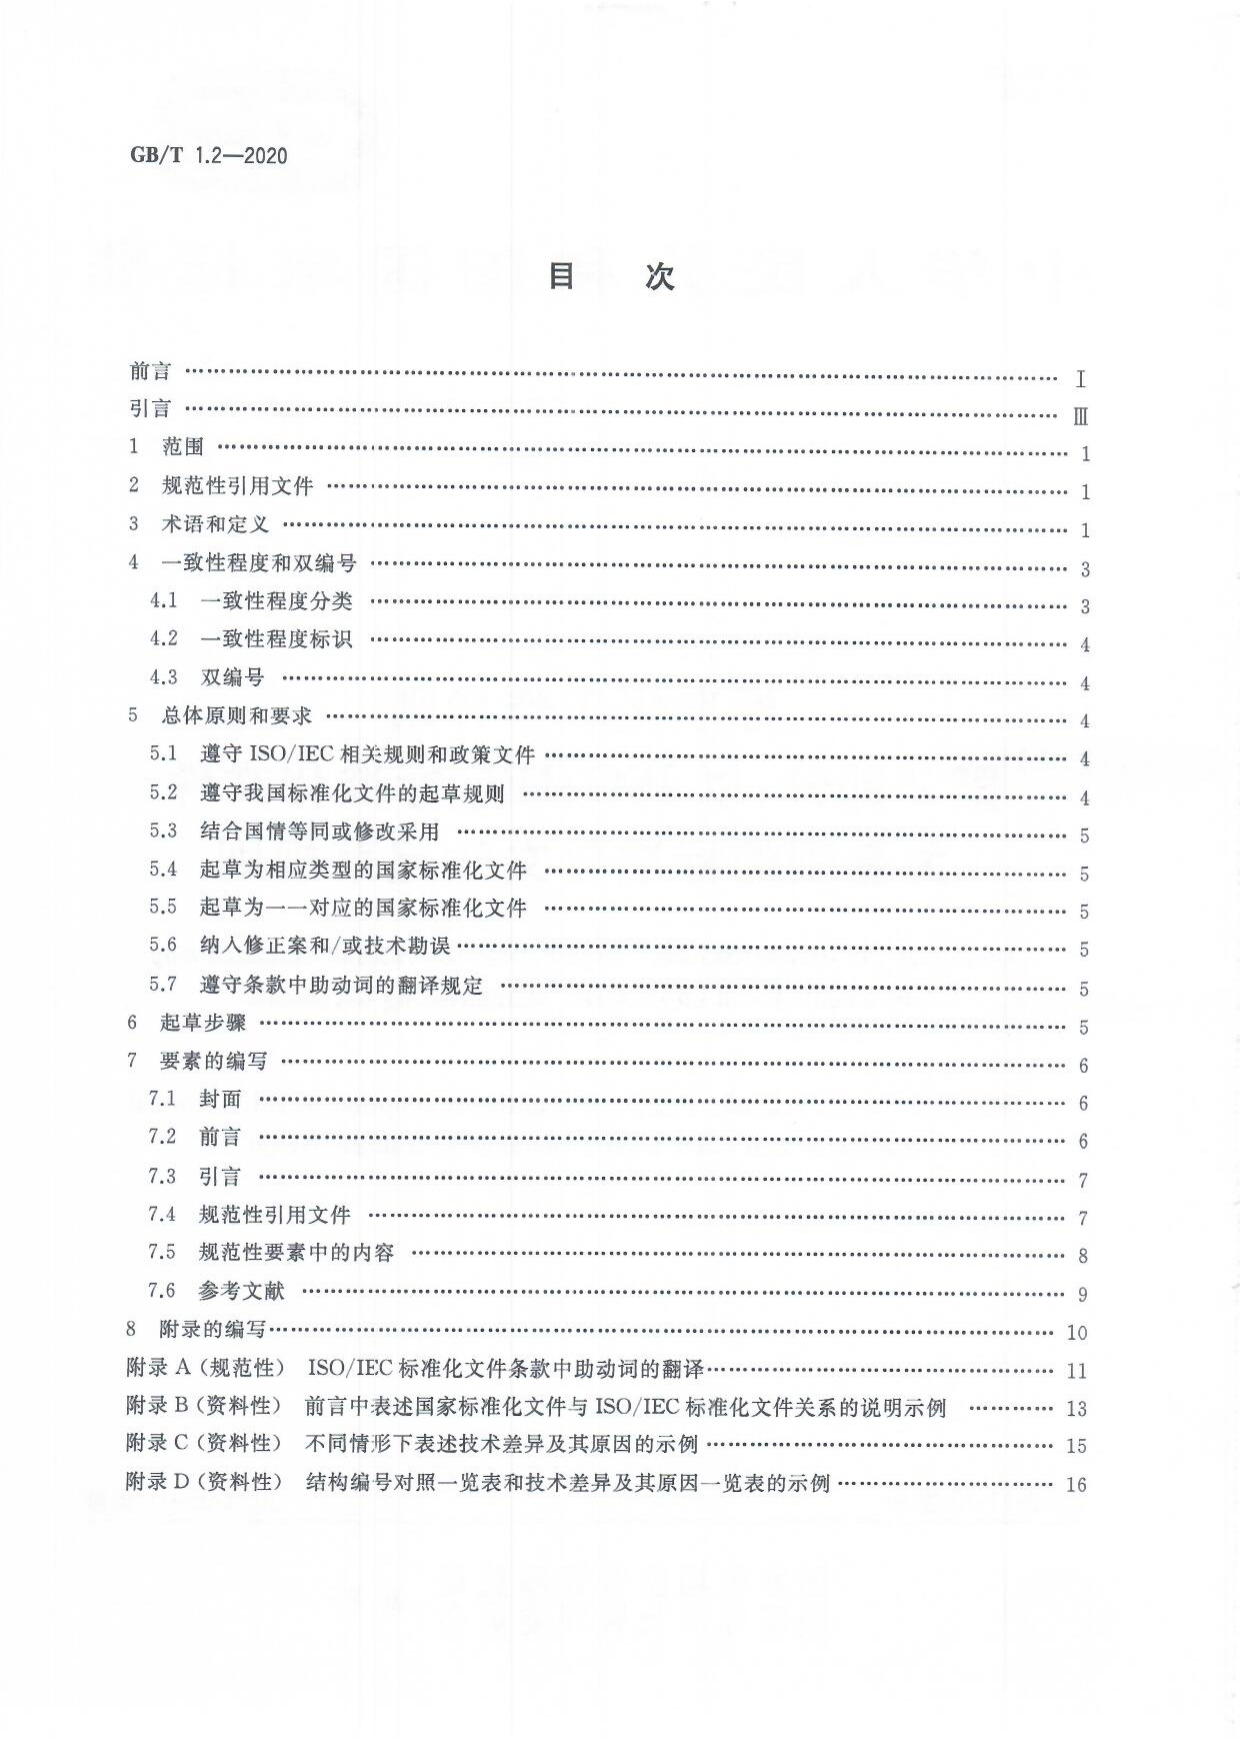 GB/T 1.2—2020
目 次
前言 …………………… Ⅰ
引言 …………………… Ⅲ
1 范围 …………………… 1
2 规范性引用文件 …………………… 1
3 术语和定义 …………………… 1
4 一致性程度和双编号 …………………… 3
4.1 一致性程度分类 …………………… 3
4.2 一致性程度标识 …………………… 4
4.3 双编号 …………………… 4
5 总体原则和要求 …………………… 4
5.1 遵守 ISO/IEC 相关规则和政策文件 …………………… 4
5.2 遵守我国标准化文件的起草规则 …………………… 4
5.3 结合国情等同或修改采用 …………………… 5
5.4 起草为相应类型的国家标准化文件 …………………… 5
5.5 起草为一一对应的国家标准化文件 …………………… 5
5.6 纳入修正案和/或技术勘误 …………………… 5
5.7 遵守条款中助动词的翻译规定 …………………… 5
6 起草步骤 …………………… 5
7 要素的编写 …………………… 6
7.1 封面 …………………… 6
7.2 前言 …………………… 6
7.3 引言 …………………… 7
7.4 规范性引用文件 …………………… 7
7.5 规范性要素中的内容 …………………… 8
7.6 参考文献 …………………… 9
8 附录的编写 …………………… 10
附录 A（规范性） ISO/IEC 标准化文件条款中助动词的翻译 …………………… 11
附录 B（资料性） 前言中表述国家标准化文件与 ISO/IEC 标准化文件关系的说明示例 ………… 13
附录 C（资料性） 不同情形下表述技术差异及其原因的示例 …………………… 15
附录 D（资料性） 结构编号对照一览表和技术差异及其原因一览表的示例 …………………… 16